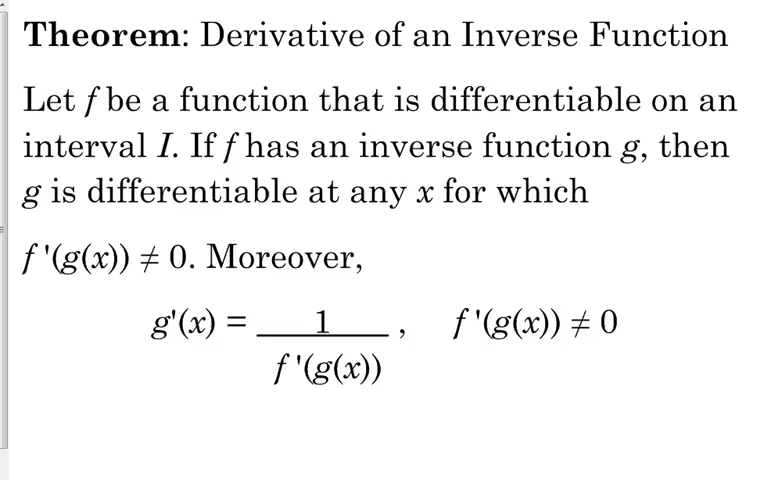 Theorem: Derivative of an Inverse Function
Let f be a function that is differentiable on an
interval I. If f has an inverse function g, then
g is differentiable at any x for which
f '(g(x)) ≠ 0. Moreover,
g'(x) = 1 , f '(g(x)) ≠ 0
f '(g(x))